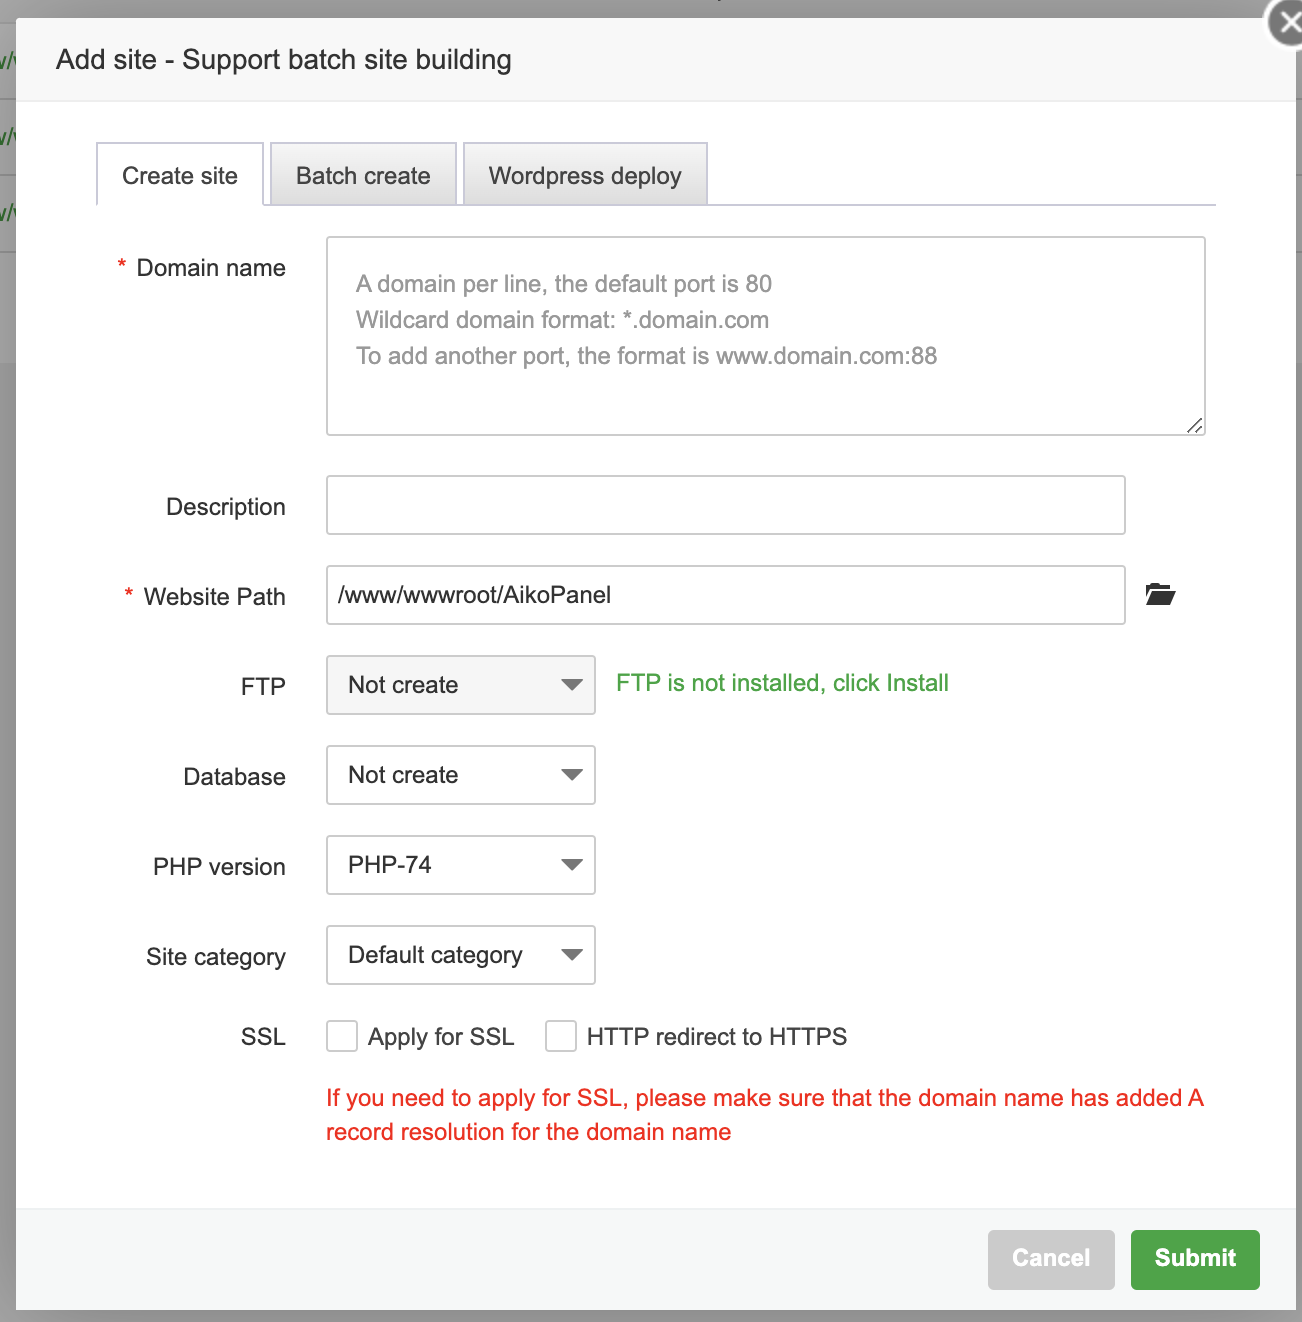 Add site - Support batch site building
Create site
Batch create
Wordpress deploy
* Domain name
A domain per line, the default port is 80
Wildcard domain format: *.domain.com
To add another port, the format is www.domain.com:88
Description
* Website Path
/www/wwwroot/AikoPanel
FTP
Not create
FTP is not installed, click Install
Database
Not create
PHP version
PHP-74
Site category
Default category
SSL
Apply for SSL
HTTP redirect to HTTPS
If you need to apply for SSL, please make sure that the domain name has added A
record resolution for the domain name
Cancel
Submit